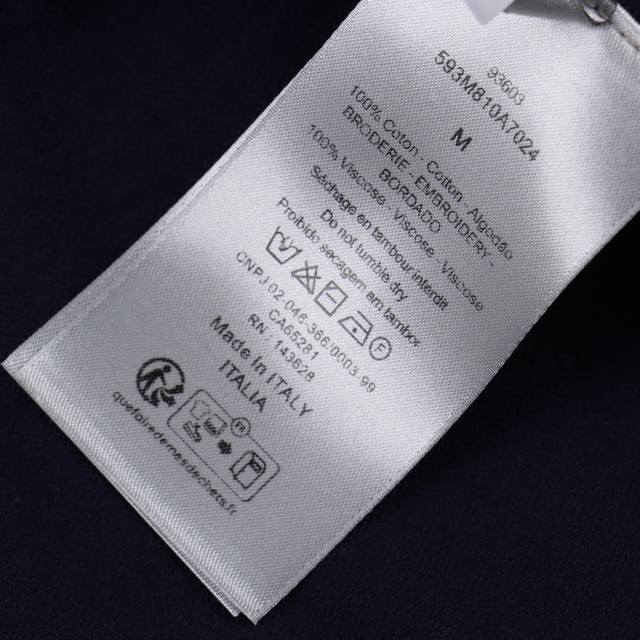 93603
593M810A7024
M
100% Coton - Cotton - Algodão
BRODERIE - EMBROIDERY -
BORDADO
100% Viscose - Viscose - Viscose
Séchage en tambour interdit
Do not tumble dry
Proibido secagem em tambor
CNPJ 02-046-366/0003-99
CA65281
RN : 143628
Made In ITALY
ITALIA
quefairedemesdechets.fr